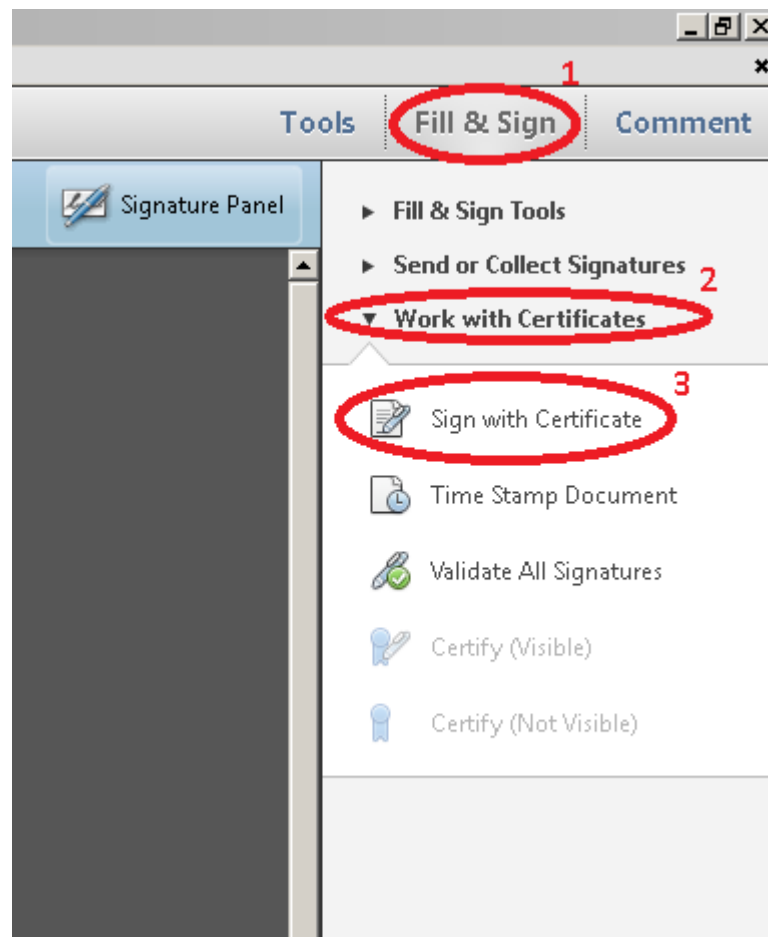 1
Tools Fill & Sign Comment
Signature Panel
Fill & Sign Tools
Send or Collect Signatures
2
Work with Certificates
3
Sign with Certificate
Time Stamp Document
Validate All Signatures
Certify (Visible)
Certify (Not Visible)